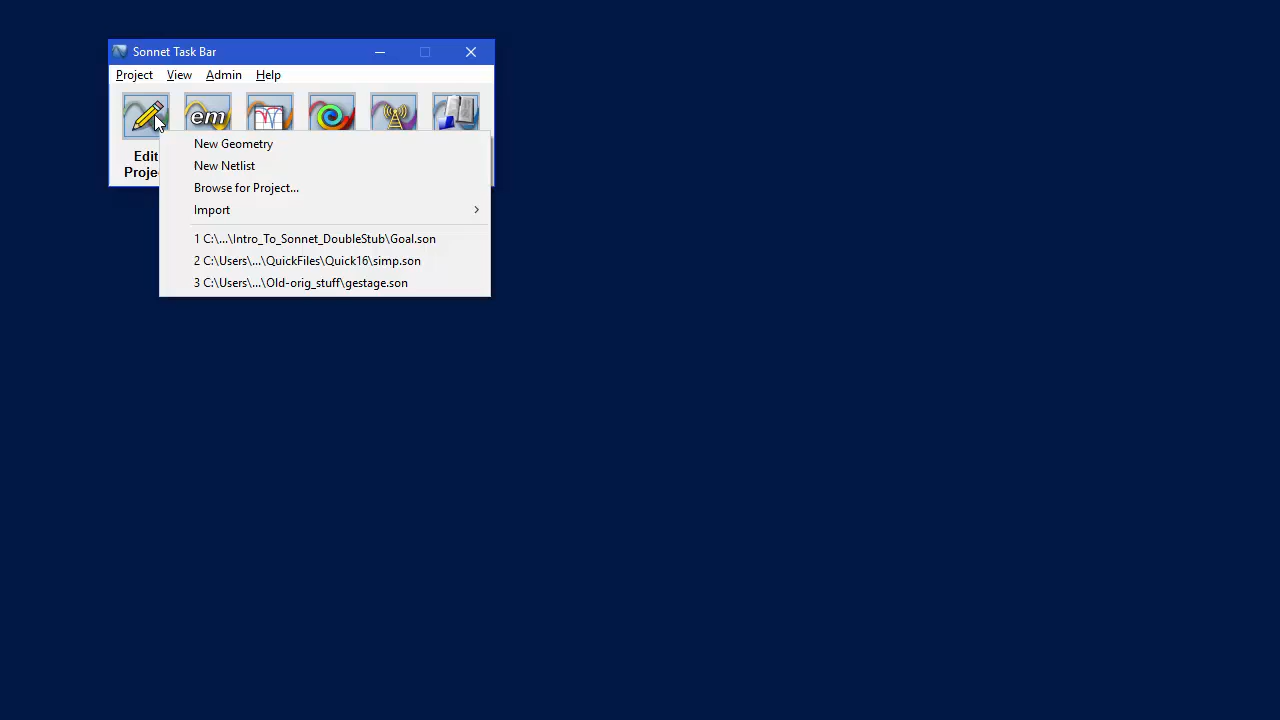 Sonnet Task Bar
Project View Admin Help
em
Edit
Projec
New Geometry
New Netlist
Browse for Project...
Import
1 C:\...\Intro_To_Sonnet_DoubleStub\Goal.son
2 C:\Users\...\QuickFiles\Quick16\simp.son
3 C:\Users\...\Old-orig_stuff\gestage.son